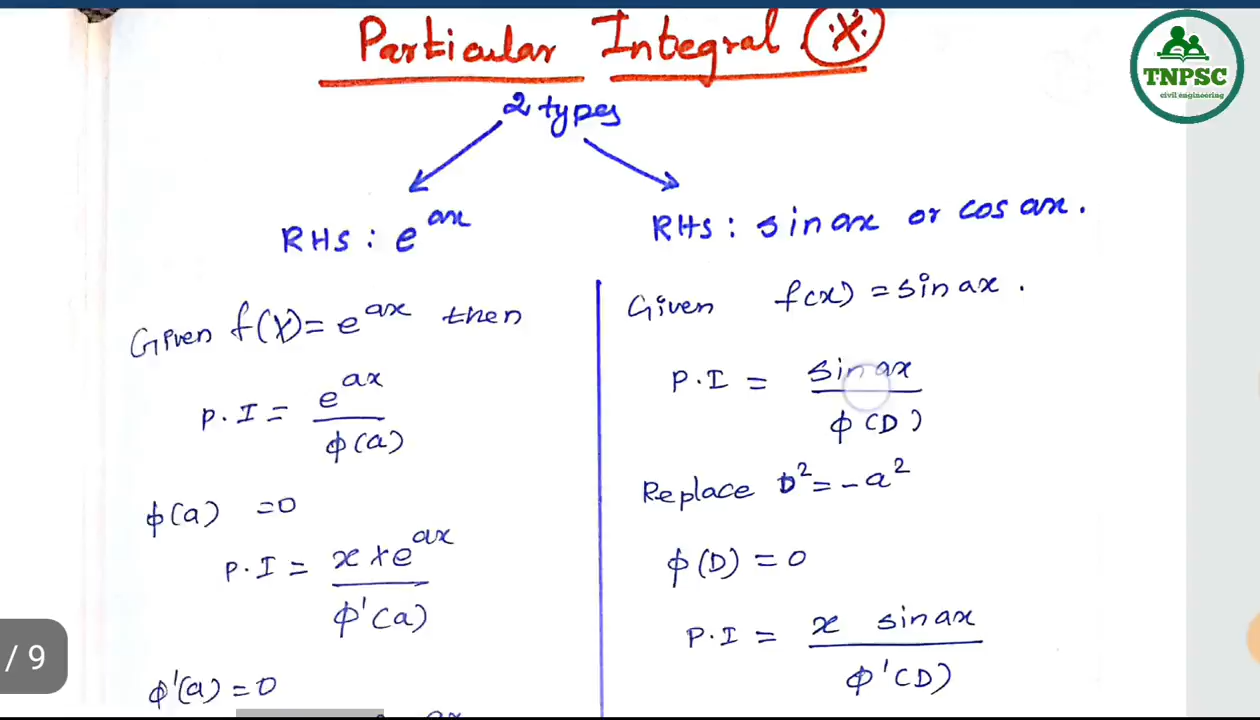 Particular Integral (X)
TNPSC
civil engineering
2 types
RHS : e^ax
RHS : sin ax or cos ax.
Given f(X) = e^ax then
P.I = e^ax / ϕ(a)
ϕ(a) = 0
P.I = x × e^ax / ϕ'(a)
ϕ'(a) = 0
Given f(x) = sin ax .
P.I = sin ax / ϕ(D)
Replace D² = -a²
ϕ(D) = 0
P.I = x sin ax / ϕ'(D)
/ 9